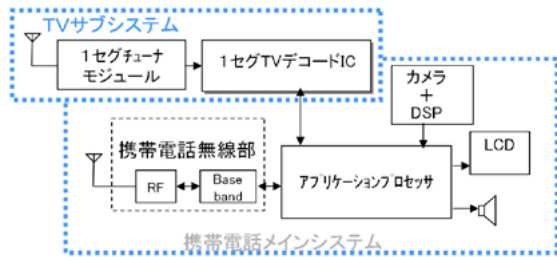 TVサブシステム
1セグチューナ
モジュール
1セグTVデコードIC
カメラ
+
DSP
携帯電話無線部
RF
Base
band
アプリケーションプロセッサ
LCD
携帯電話メインシステム